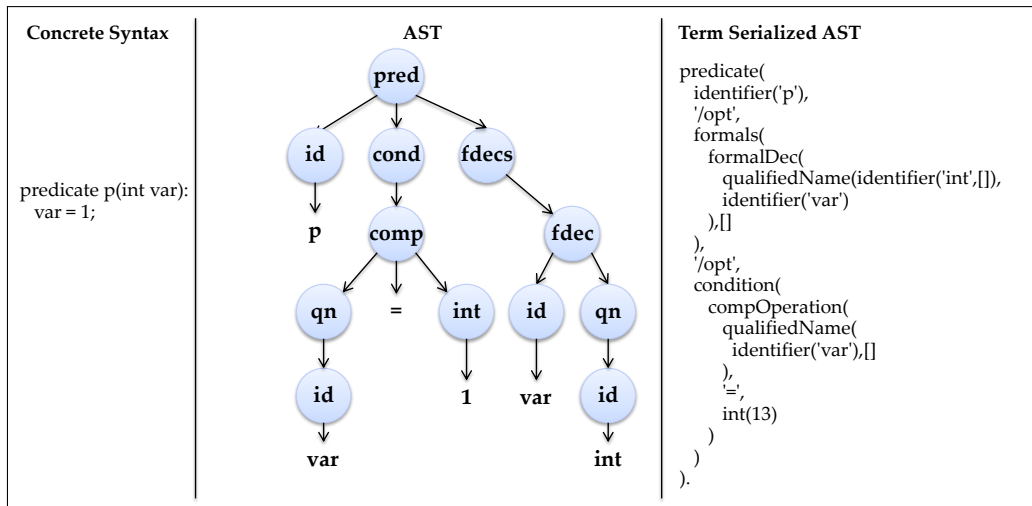 Concrete Syntax
predicate p(int var):
var = 1;
AST
pred
id cond fdecs
p
comp fdec
qn = int id qn
id 1 var id
var int
Term Serialized AST
predicate(
identifier('p'),
'/opt',
formals(
formalDec(
qualifiedName(identifier('int',[]),
identifier('var')
),[]
),
'/opt',
condition(
compOperation(
qualifiedName(
identifier('var'),[]
),
'=',
int(13)
)
)
).